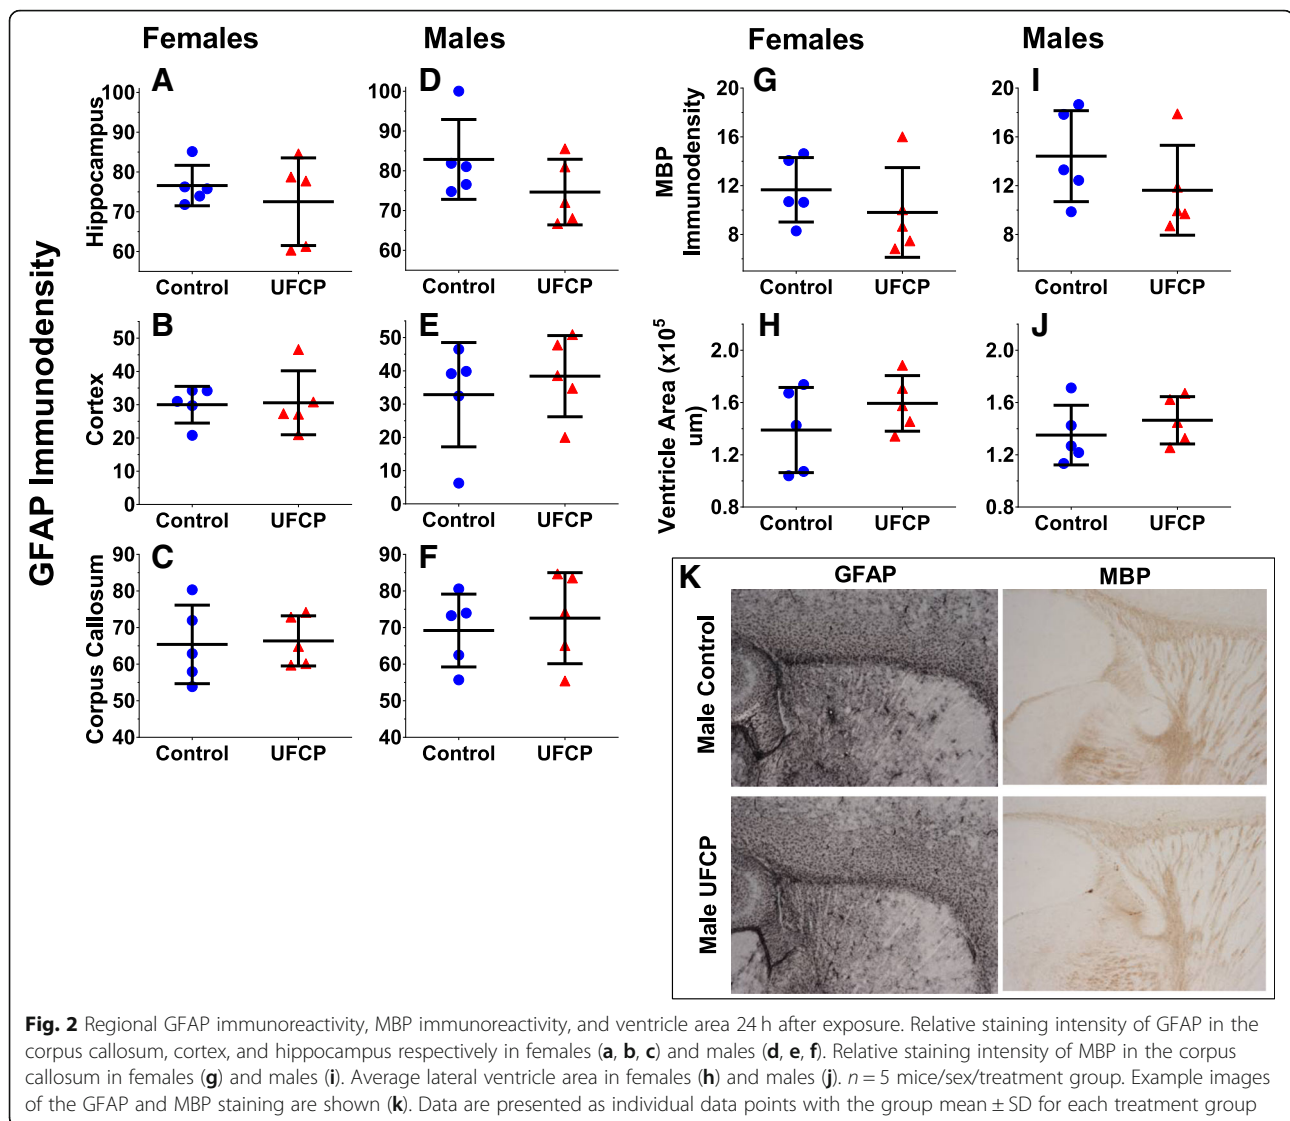 Females Males Females Males
GFAP Immunodensity
A
Hippocampus
100
90
80
70
60
Control UFCP
D
100
90
80
70
60
Control UFCP
G
MBP
Immunodensity
20
16
12
8
Control UFCP
I
20
16
12
8
Control UFCP
B
Cortex
50
40
30
20
10
0
Control UFCP
E
50
40
30
20
10
0
Control UFCP
H
Ventricle Area (x10⁵
um)
2.0
1.6
1.2
0.8
Control UFCP
J
2.0
1.6
1.2
0.8
Control UFCP
C
Corpus Callosum
90
80
70
60
50
40
Control UFCP
F
90
80
70
60
50
40
Control UFCP
K
GFAP MBP
Male Control
Male UFCP
Fig. 2 Regional GFAP immunoreactivity, MBP immunoreactivity, and ventricle area 24 h after exposure. Relative staining intensity of GFAP in the
corpus callosum, cortex, and hippocampus respectively in females (a, b, c) and males (d, e, f). Relative staining intensity of MBP in the corpus
callosum in females (g) and males (i). Average lateral ventricle area in females (h) and males (j). n = 5 mice/sex/treatment group. Example images
of the GFAP and MBP staining are shown (k). Data are presented as individual data points with the group mean ± SD for each treatment group